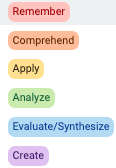 Remember
Comprehend
Apply
Analyze
Evaluate/Synthesize
Create